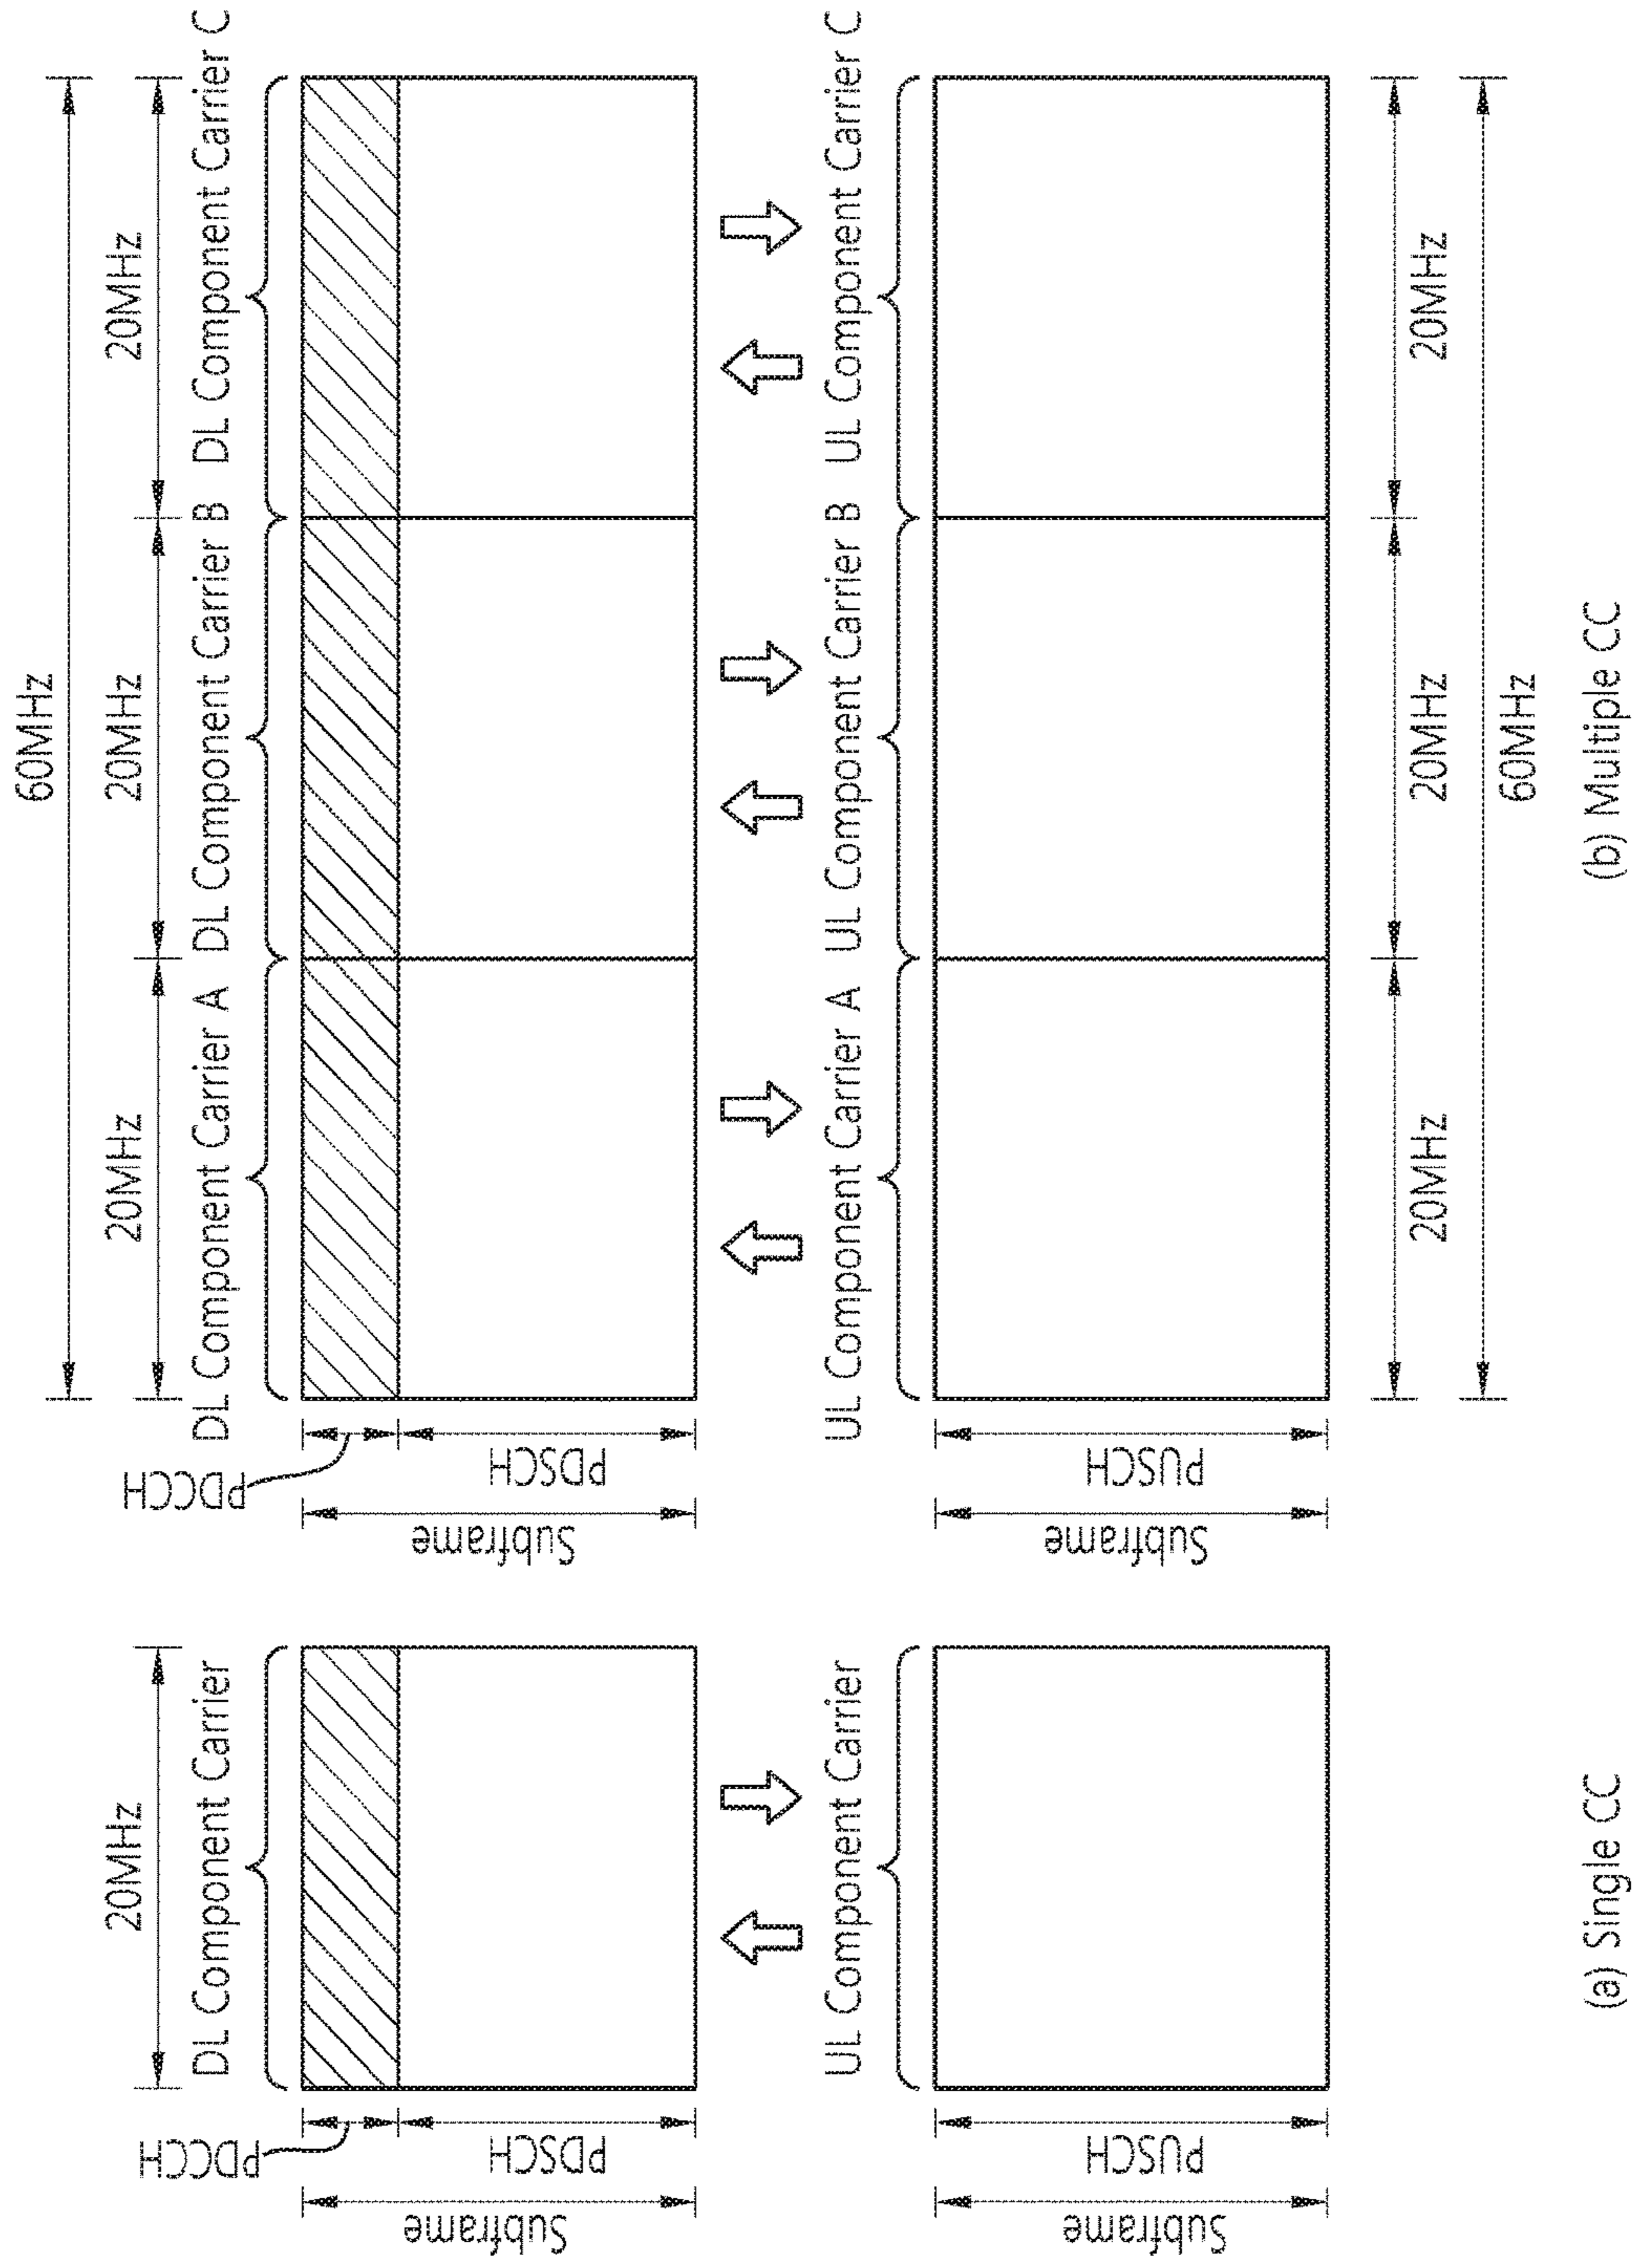 20MHz
DL Component Carrier
PDCCH
PDSCH
Subframe
UL Component Carrier
PUSCH
Subframe
(a) Single CC
60MHz
20MHz
20MHz
20MHz
DL Component Carrier A
DL Component Carrier B
DL Component Carrier C
PDCCH
PDSCH
Subframe
UL Component Carrier A
UL Component Carrier B
UL Component Carrier C
PUSCH
Subframe
20MHz
20MHz
20MHz
60MHz
(b) Multiple CC